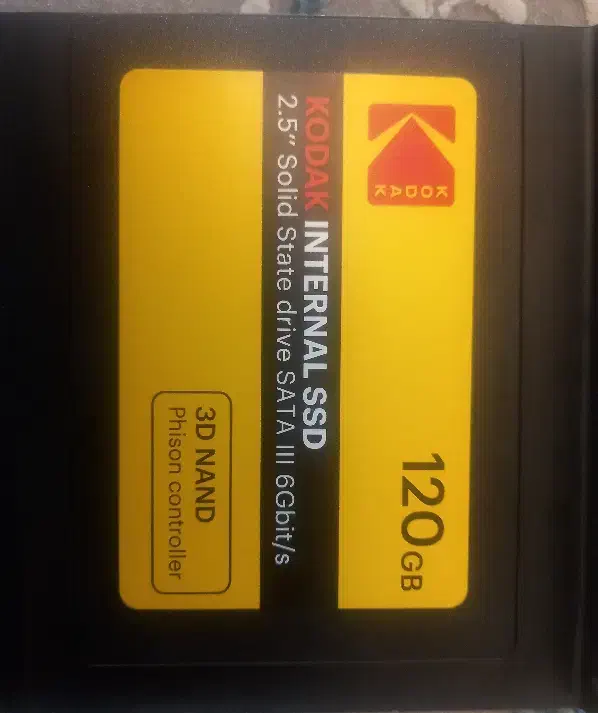 KODAK
120GB
KODAK INTERNAL SSD
2.5” Solid State drive SATA III 6Gbit/s
3D NAND
Phison controller